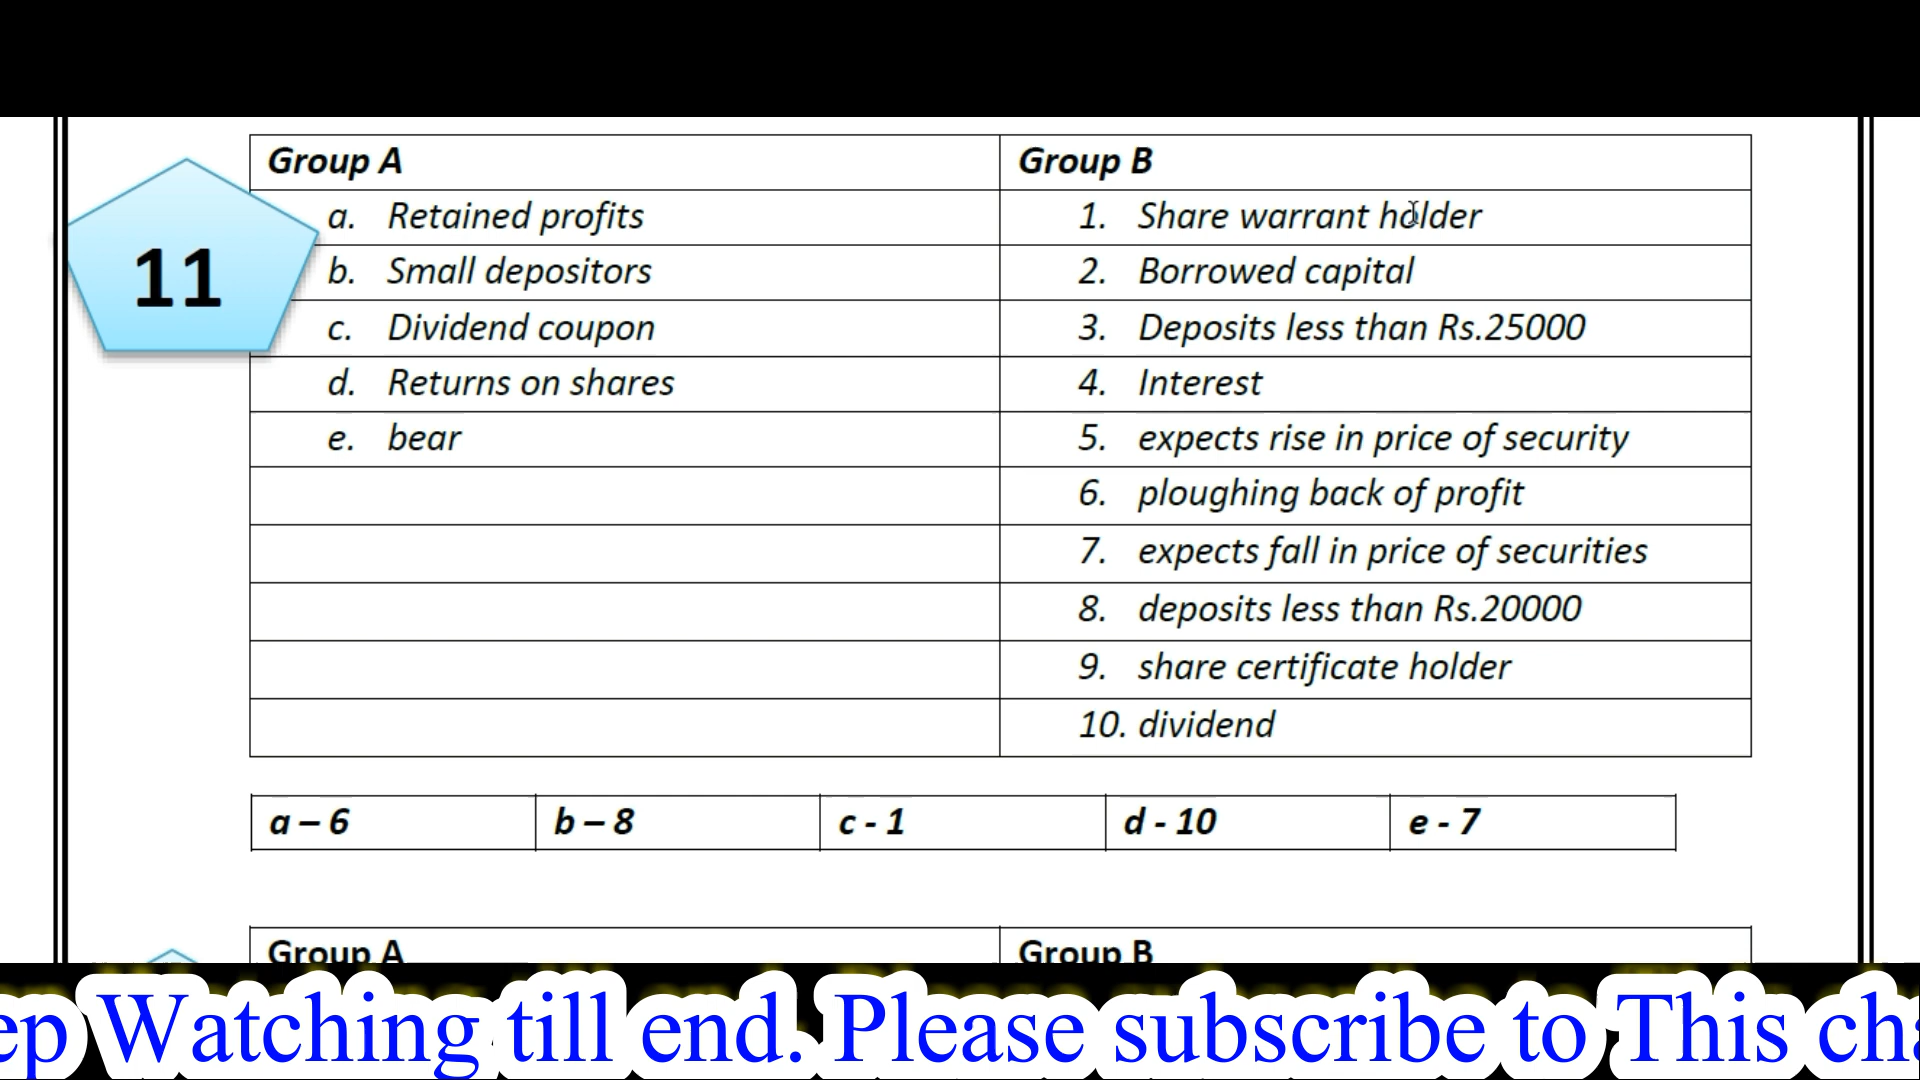 11
Group A Group B
a. Retained profits 1. Share warrant holder
b. Small depositors 2. Borrowed capital
c. Dividend coupon 3. Deposits less than Rs.25000
d. Returns on shares 4. Interest
e. bear 5. expects rise in price of security
6. ploughing back of profit
7. expects fall in price of securities
8. deposits less than Rs.20000
9. share certificate holder
10. dividend
a – 6 b – 8 c - 1 d - 10 e - 7
Group A Group B
ep Watching till end. Please subscribe to This cha